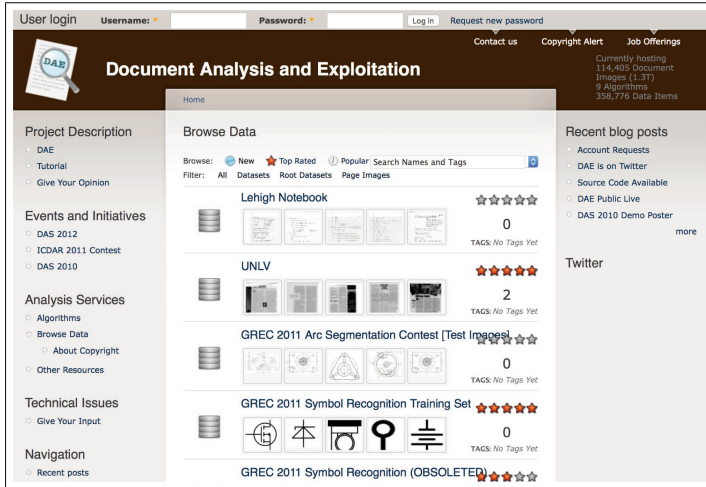 User login Username: * Password: * Log in Request new password
Contact us Copyright Alert Job Offerings
DAE
Document Analysis and Exploitation
Currently hosting
114,405 Document
Images (1.3T)
9 Algorithms
358,776 Data Items
Home
Project Description
DAE
Tutorial
Give Your Opinion
Events and Initiatives
DAS 2012
ICDAR 2011 Contest
DAS 2010
Analysis Services
Algorithms
Browse Data
About Copyright
Other Resources
Technical Issues
Give Your Input
Navigation
Recent posts
Browse Data
Browse: New Top Rated Popular Search Names and Tags
Filter: All Datasets Root Datasets Page Images
Lehigh Notebook
0
TAGS: No Tags Yet
UNLV
2
TAGS: No Tags Yet
GREC 2011 Arc Segmentation Contest [Test Images]
0
TAGS: No Tags Yet
GREC 2011 Symbol Recognition Training Set
0
TAGS: No Tags Yet
GREC 2011 Symbol Recognition (OBSOLETED)
Recent blog posts
Account Requests
DAE is on Twitter
Source Code Available
DAE Public Live
DAS 2010 Demo Poster
more
Twitter